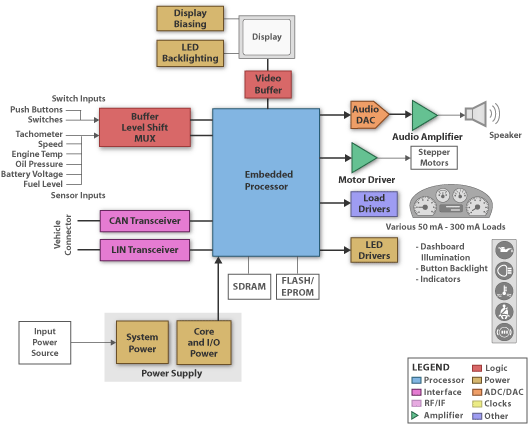 Display
Biasing
LED
Backlighting
Display
Video
Buffer
Switch Inputs
Push Buttons
Switches
Tachometer
Speed
Engine Temp
Oil Pressure
Battery Voltage
Fuel Level
Sensor Inputs
Buffer
Level Shift
MUX
Embedded
Processor
Audio
DAC
Audio Amplifier
Speaker
Motor Driver
Stepper
Motors
Load
Drivers
Various 50 mA - 300 mA Loads
LED
Drivers
- Dashboard
Illumination
- Button Backlight
- Indicators
Vehicle
Connector
CAN Transceiver
LIN Transceiver
SDRAM
FLASH/
EPROM
Input
Power
Source
System
Power
Core
and I/O
Power
Power Supply
LEGEND
Processor
Interface
RF/IF
Amplifier
Logic
Power
ADC/DAC
Clocks
Other